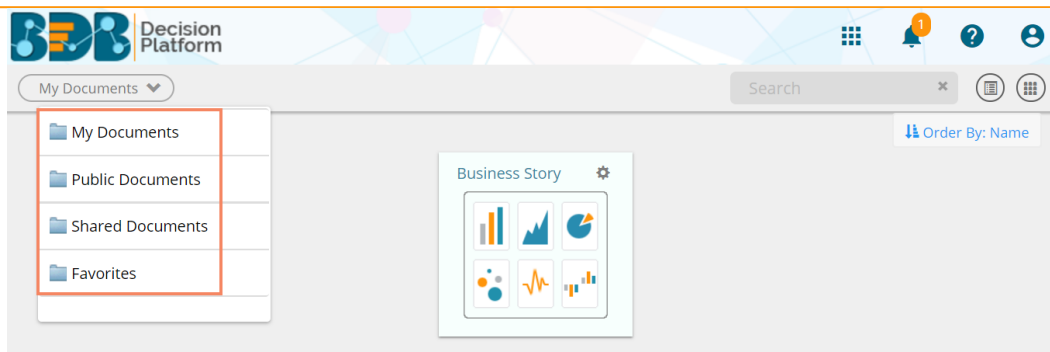 BDB Decision
Platform
1
My Documents
Search
My Documents
Order By: Name
Public Documents
Business Story
Shared Documents
Favorites